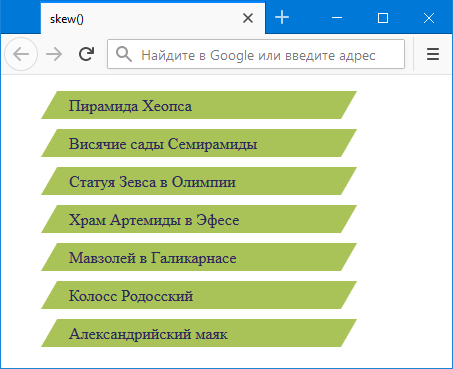 skew()
Найдите в Google или введите адрес
Пирамида Хеопса
Висячие сады Семирамиды
Статуя Зевса в Олимпии
Храм Артемиды в Эфесе
Мавзолей в Галикарнасе
Колосс Родосский
Александрийский маяк